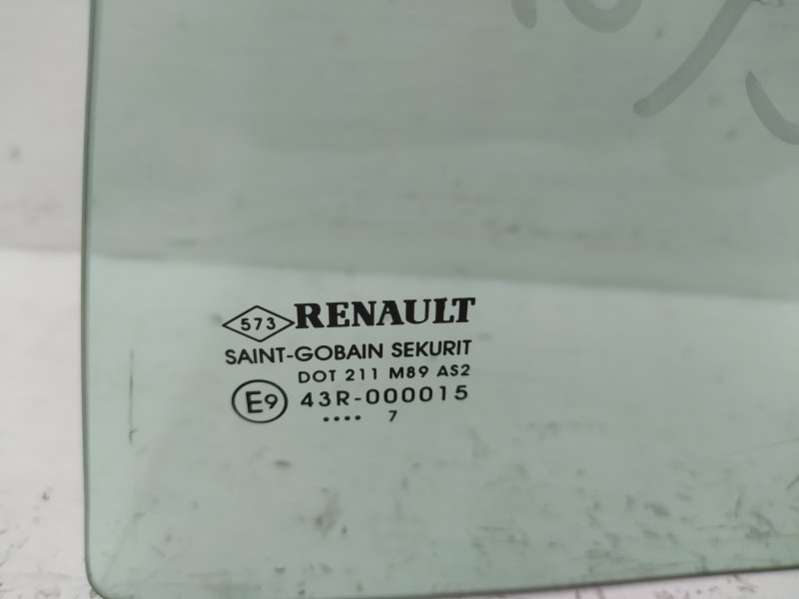 573 RENAULT
SAINT-GOBAIN SEKURIT
DOT 211 M89 AS2
E9 43R-000015
.... 7